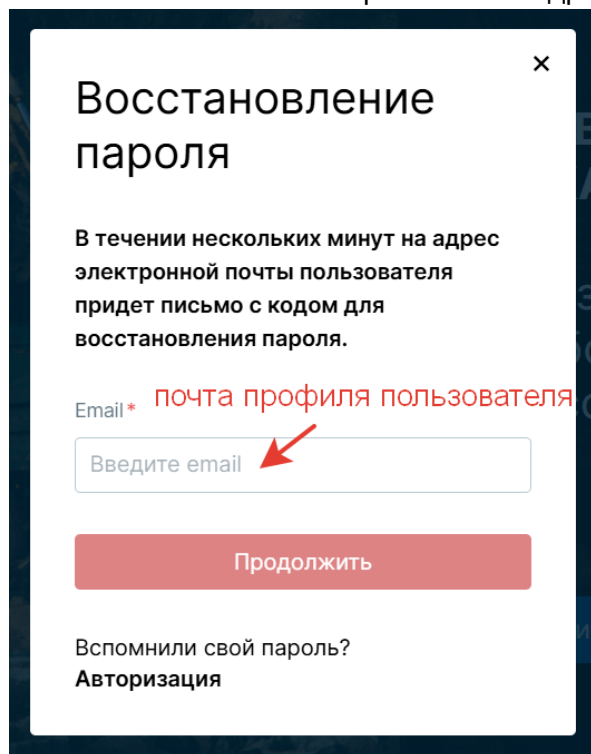 ×
Восстановление
пароля
В течении нескольких минут на адрес
электронной почты пользователя
придет письмо с кодом для
восстановления пароля.
Email* почта профиля пользователя
Введите email
Продолжить
Вспомнили свой пароль?
Авторизация